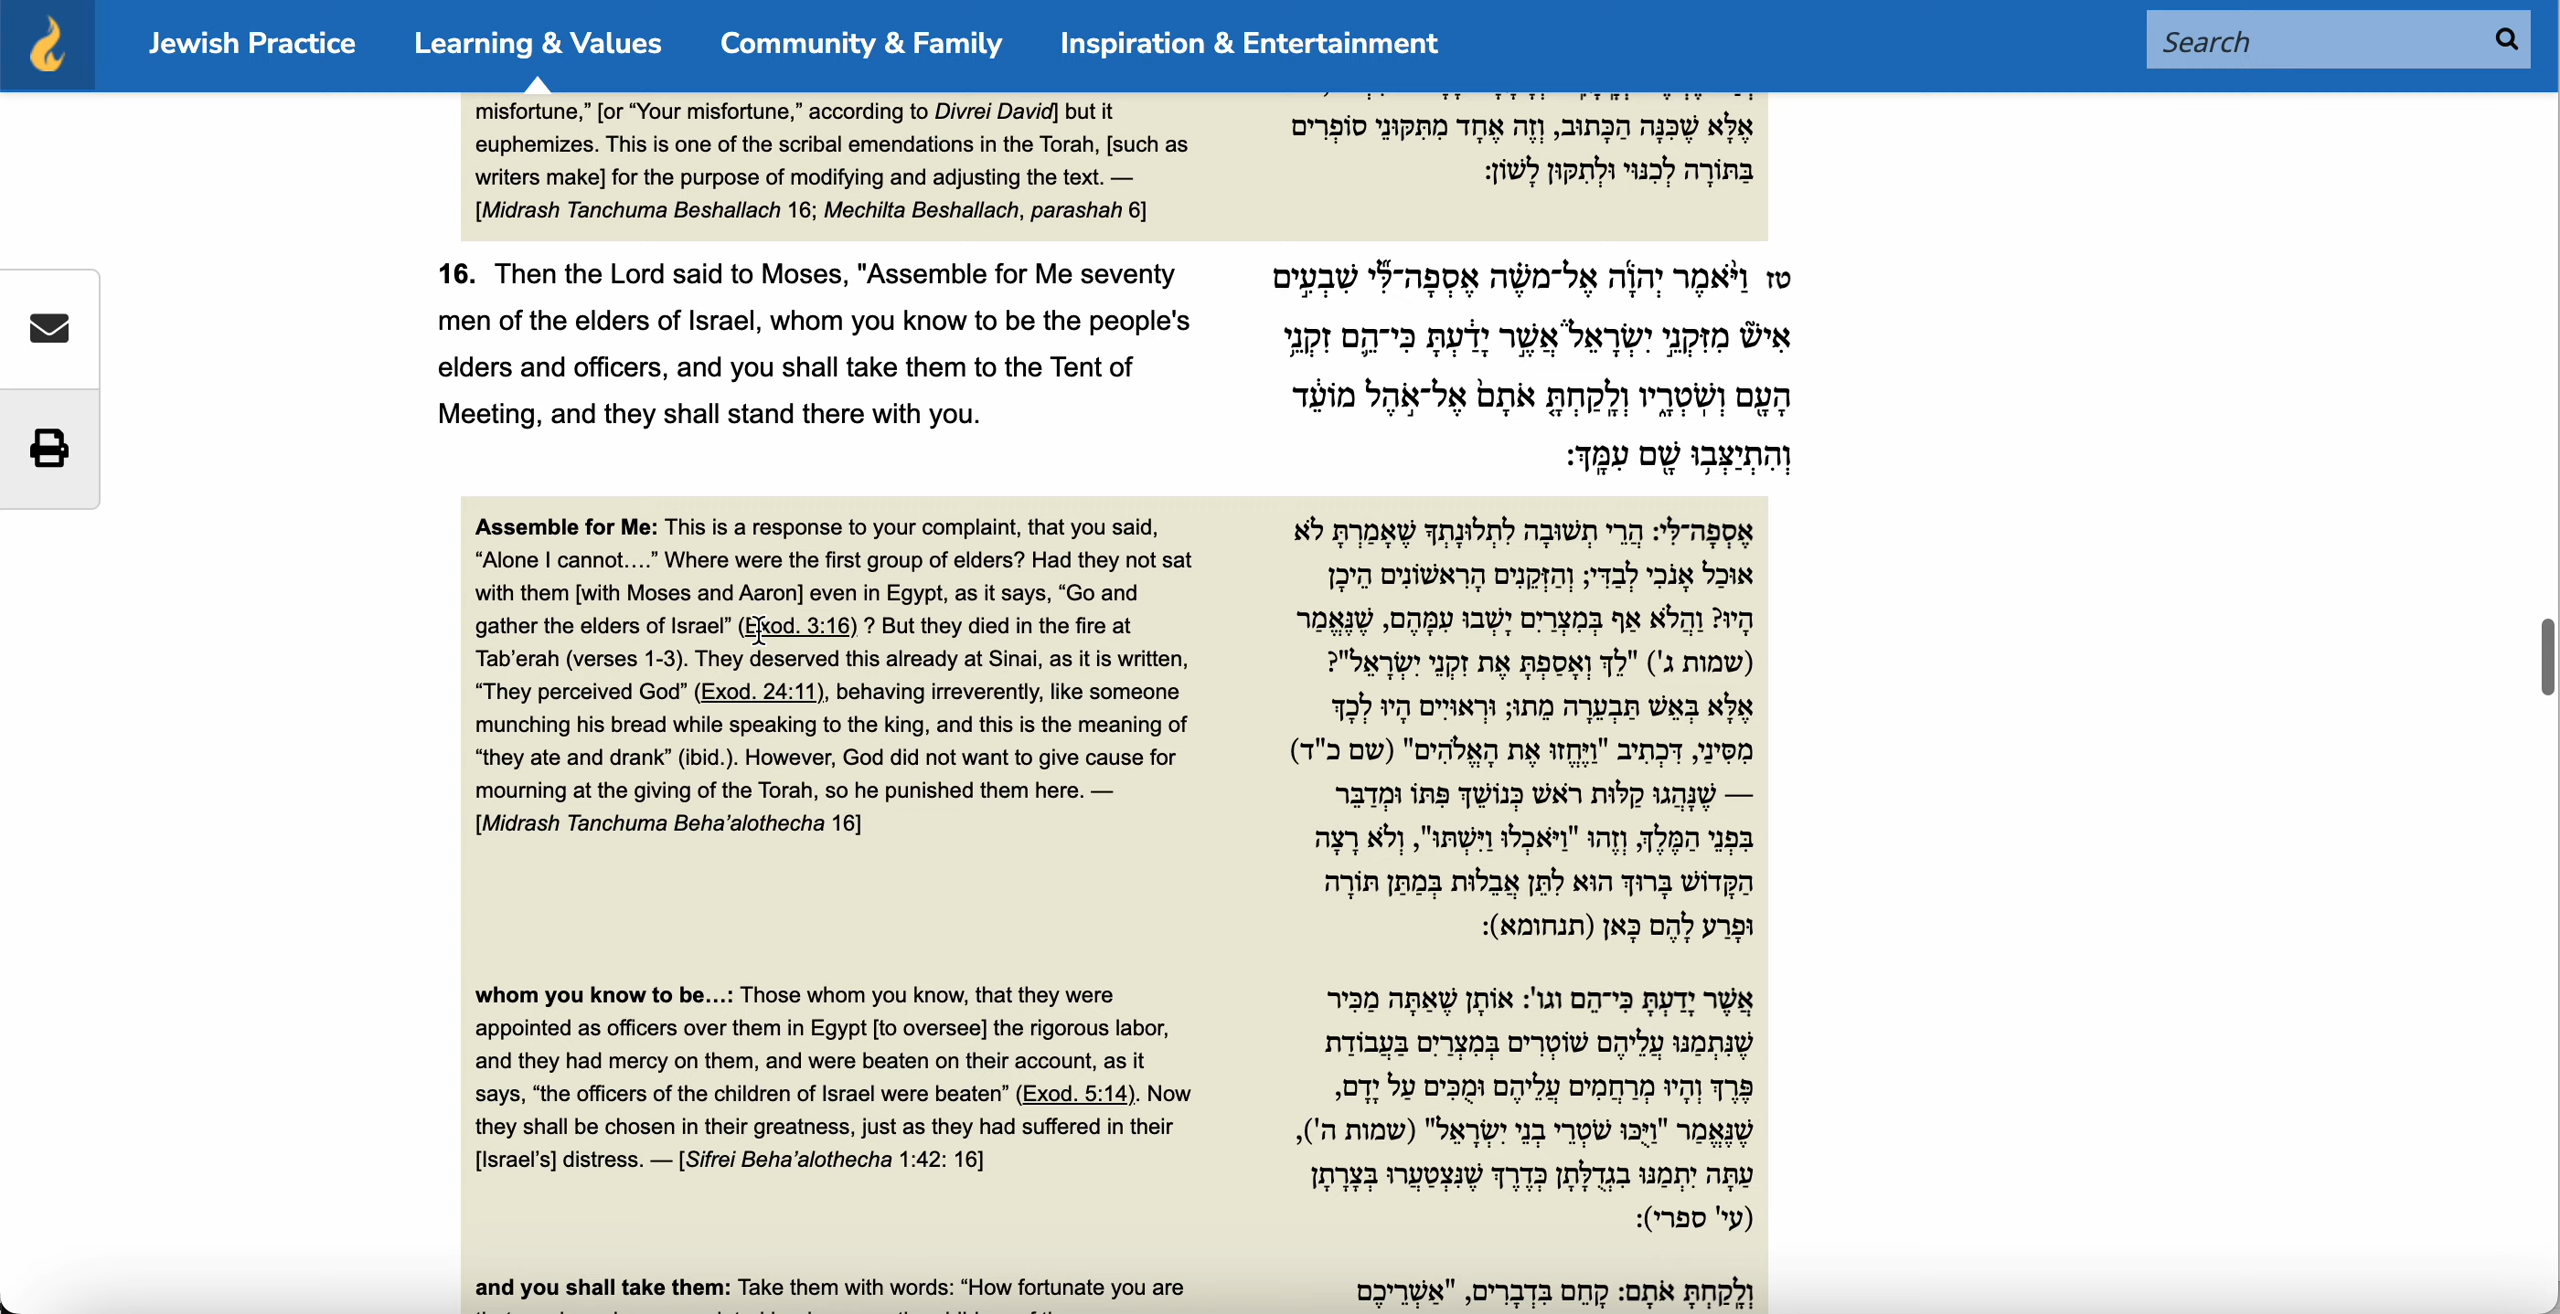 Jewish Practice
Learning & Values
Community & Family
Inspiration & Entertainment
Search
misfortune,” [or “Your misfortune,” according to Divrei David] but it
euphemizes. This is one of the scribal emendations in the Torah, [such as
writers make] for the purpose of modifying and adjusting the text. —
[Midrash Tanchuma Beshallach 16; Mechilta Beshallach, parashah 6]
אֶלָּא שֶׁכִּנָּה הַכָּתוּב, וְזֶה אֶחָד מִתִּקּוּנֵי סוֹפְרִים
בַּתּוֹרָה לְכִנּוּי וּלְתִקּוּן לָשׁוֹן:
16. Then the Lord said to Moses, "Assemble for Me seventy
men of the elders of Israel, whom you know to be the people's
elders and officers, and you shall take them to the Tent of
Meeting, and they shall stand there with you.
טז וַיֹּ֨אמֶר יְהֹוָ֜ה אֶל־משֶׁ֗ה אֶסְפָה־לִּ֞י שִׁבְעִ֣ים
אִישׁ֘ מִזִּקְנֵ֣י יִשְׂרָאֵל֒ אֲשֶׁ֣ר יָדַ֔עְתָּ כִּי־הֵ֛ם זִקְנֵ֥י
הָעָ֖ם וְשֹֽׁטְרָ֑יו וְלָֽקַחְתָּ֤ אֹתָם֙ אֶל־אֹ֣הֶל מוֹעֵ֔ד
וְהִתְיַצְּב֥וּ שָׁ֖ם עִמָּֽךְ:
Assemble for Me: This is a response to your complaint, that you said,
“Alone I cannot….” Where were the first group of elders? Had they not sat
with them [with Moses and Aaron] even in Egypt, as it says, “Go and
gather the elders of Israel” (Exod. 3:16) ? But they died in the fire at
Tab’erah (verses 1-3). They deserved this already at Sinai, as it is written,
“They perceived God” (Exod. 24:11), behaving irreverently, like someone
munching his bread while speaking to the king, and this is the meaning of
“they ate and drank” (ibid.). However, God did not want to give cause for
mourning at the giving of the Torah, so he punished them here. —
[Midrash Tanchuma Beha’alothecha 16]
אֶסְפָה־לִּי: הֲרֵי תְשׁוּבָה לִתְלוּנָתְךָ שֶׁאָמַרְתָּ לֹא
אוּכַל אָנֹכִי לְבַדִּי; וְהַזְּקֵנִים הָרִאשׁוֹנִים הֵיכָן
הָיוּ? וַהֲלֹא אַף בְּמִצְרַיִם יָשְׁבוּ עִמָּהֶם, שֶׁנֶּאֱמַר
(שמות ג') "לֵךְ וְאָסַפְתָּ אֶת זִקְנֵי יִשְׂרָאֵל"?
אֶלָּא בְּאֵשׁ תַּבְעֵרָה מֵתוּ; וּרְאוּיִים הָיוּ לְכָךְ
מִסִּינַי, דִּכְתִיב "וַיֶּחֱזוּ אֶת הָאֱלֹהִים" (שם כ"ד)
— שֶׁנָּהֲגוּ קַלּוּת רֹאשׁ כְּנוֹשֵׁךְ פִּתּוֹ וּמְדַבֵּר
בִּפְנֵי הַמֶּלֶךְ, וְזֶהוּ "וַיֹּאכְלוּ וַיִּשְׁתּוּ", וְלֹא רָצָה
הַקָּדוֹשׁ בָּרוּךְ הוּא לִתֵּן אֲבֵלוּת בְּמַתַּן תּוֹרָה
וּפָרַע לָהֶם כָּאן (תנחומא):
whom you know to be…: Those whom you know, that they were
appointed as officers over them in Egypt [to oversee] the rigorous labor,
and they had mercy on them, and were beaten on their account, as it
says, “the officers of the children of Israel were beaten” (Exod. 5:14). Now
they shall be chosen in their greatness, just as they had suffered in their
[Israel’s] distress. — [Sifrei Beha’alothecha 1:42: 16]
אֲשֶׁר יָדַעְתָּ כִּי־הֵם וגו': אוֹתָן שֶׁאַתָּה מַכִּיר
שֶׁנִּתְמַנּוּ עֲלֵיהֶם שׁוֹטְרִים בְּמִצְרַיִם בַּעֲבוֹדַת
פֶּרֶךְ וְהָיוּ מְרַחֲמִים עֲלֵיהֶם וּמֻכִּים עַל יָדָם,
שֶׁנֶּאֱמַר "וַיֻּכּוּ שֹׁטְרֵי בְנֵי יִשְׂרָאֵל" (שמות ה'),
עַתָּה יִתְמַנּוּ בִגְדֻלָּתָן כְּדֶרֶךְ שֶׁנִּצְטַעֲרוּ בְּצָרָתָן
(עי' ספרי):
and you shall take them: Take them with words: “How fortunate you are
וְלָקַחְתָּ אֹתָם: קָחֵם בִּדְבָרִים, "אַשְׁרֵיכֶם